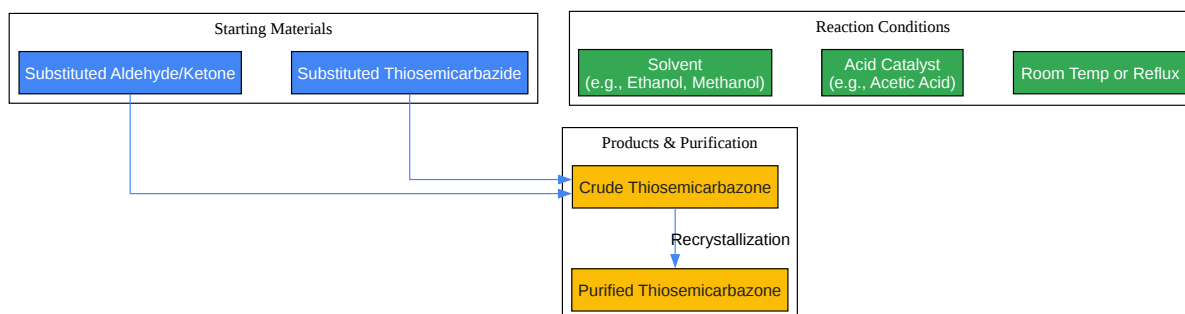 Starting Materials
Substituted Aldehyde/Ketone
Substituted Thiosemicarbazide
Reaction Conditions
Solvent
(e.g., Ethanol, Methanol)
Acid Catalyst
(e.g., Acetic Acid)
Room Temp or Reflux
Products & Purification
Crude Thiosemicarbazone
Recrystallization
Purified Thiosemicarbazone